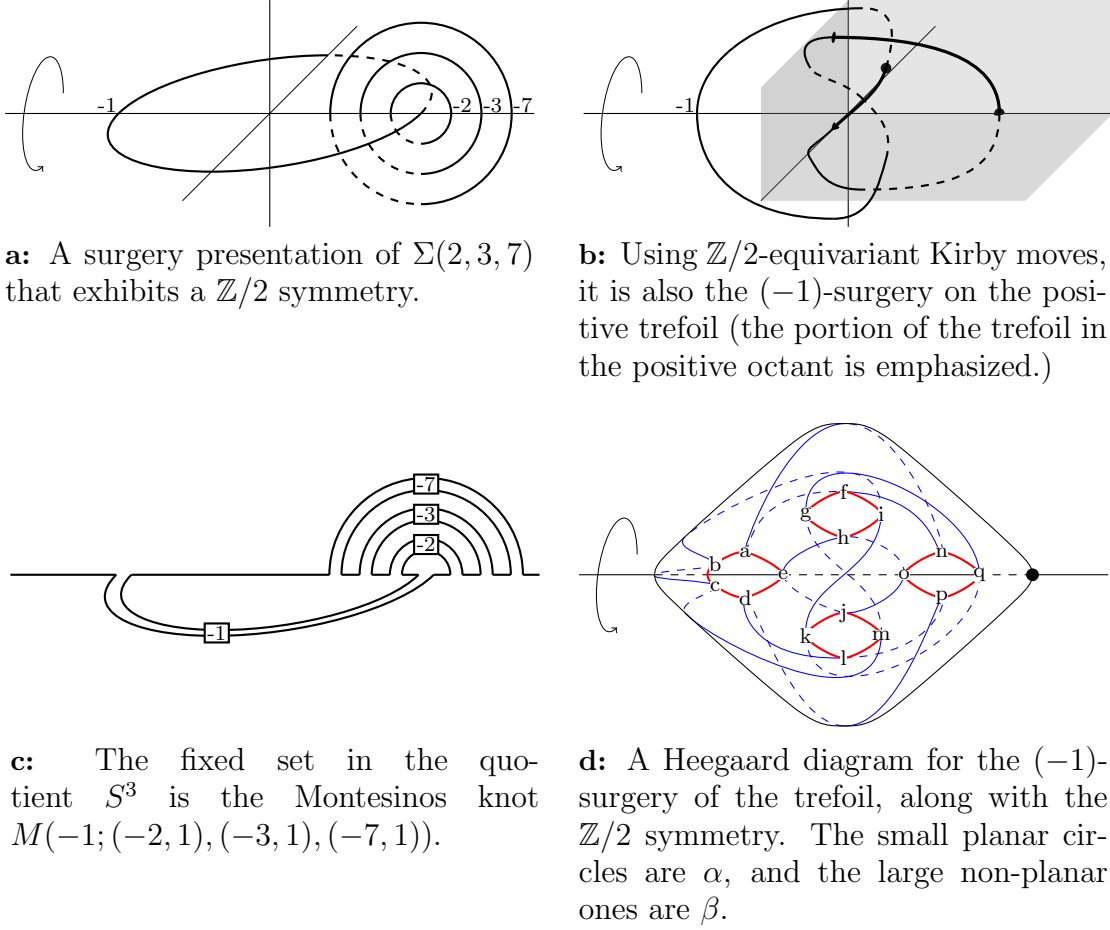 -1
-2
-3
-7
-1
a: A surgery presentation of Σ(2, 3, 7)
that exhibits a ℤ/2 symmetry.
b: Using ℤ/2-equivariant Kirby moves,
it is also the (−1)-surgery on the posi-
tive trefoil (the portion of the trefoil in
the positive octant is emphasized.)
-7
-3
-2
-1
f
g
i
h
a
n
b
e
o
q
c
d
p
j
k
m
l
c: The fixed set in the quo-
tient S³ is the Montesinos knot
M(−1; (−2, 1), (−3, 1), (−7, 1)).
d: A Heegaard diagram for the (−1)-
surgery of the trefoil, along with the
ℤ/2 symmetry. The small planar cir-
cles are α, and the large non-planar
ones are β.